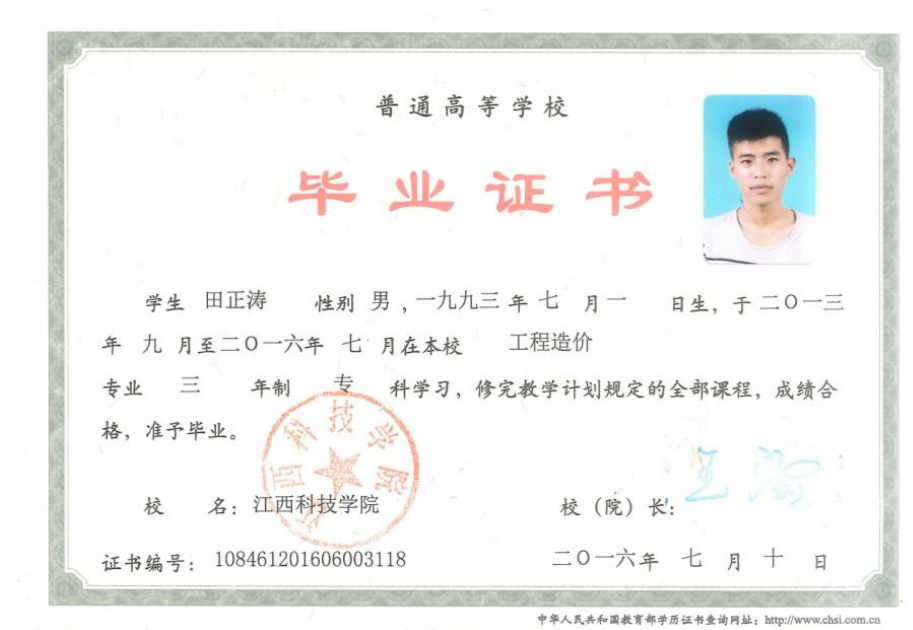 普通高等学校
毕业证书
学生 田正涛 性别 男，一九九三年 七 月一 日生，于二〇一三
年 九 月至二〇一六年 七 月在本校 工程造价
专业 三 年制 专 科学习，修完教学计划规定的全部课程，成绩合
格，准予毕业。
江西科技学院
校 名：江西科技学院 校（院）长：
证书编号：108461201606003118 二〇一六年 七 月 十 日
中华人民共和国教育部学历证书查询网址：http://www.chsi.com.cn